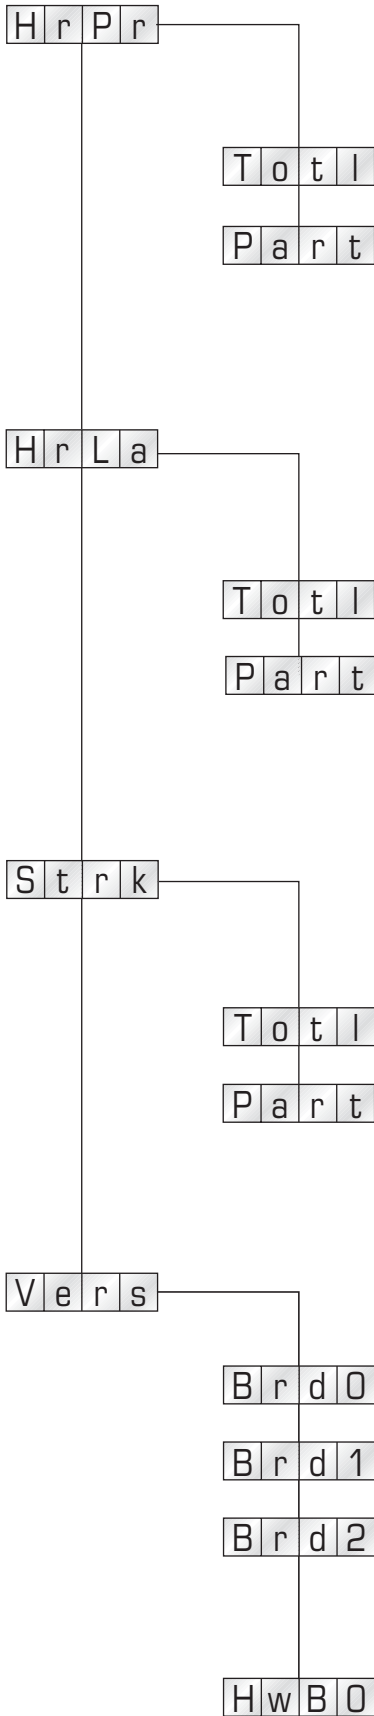 HrPr
Totl
Part
HrLa
Totl
Part
Strk
Totl
Part
Vers
Brd0
Brd1
Brd2
HwB0